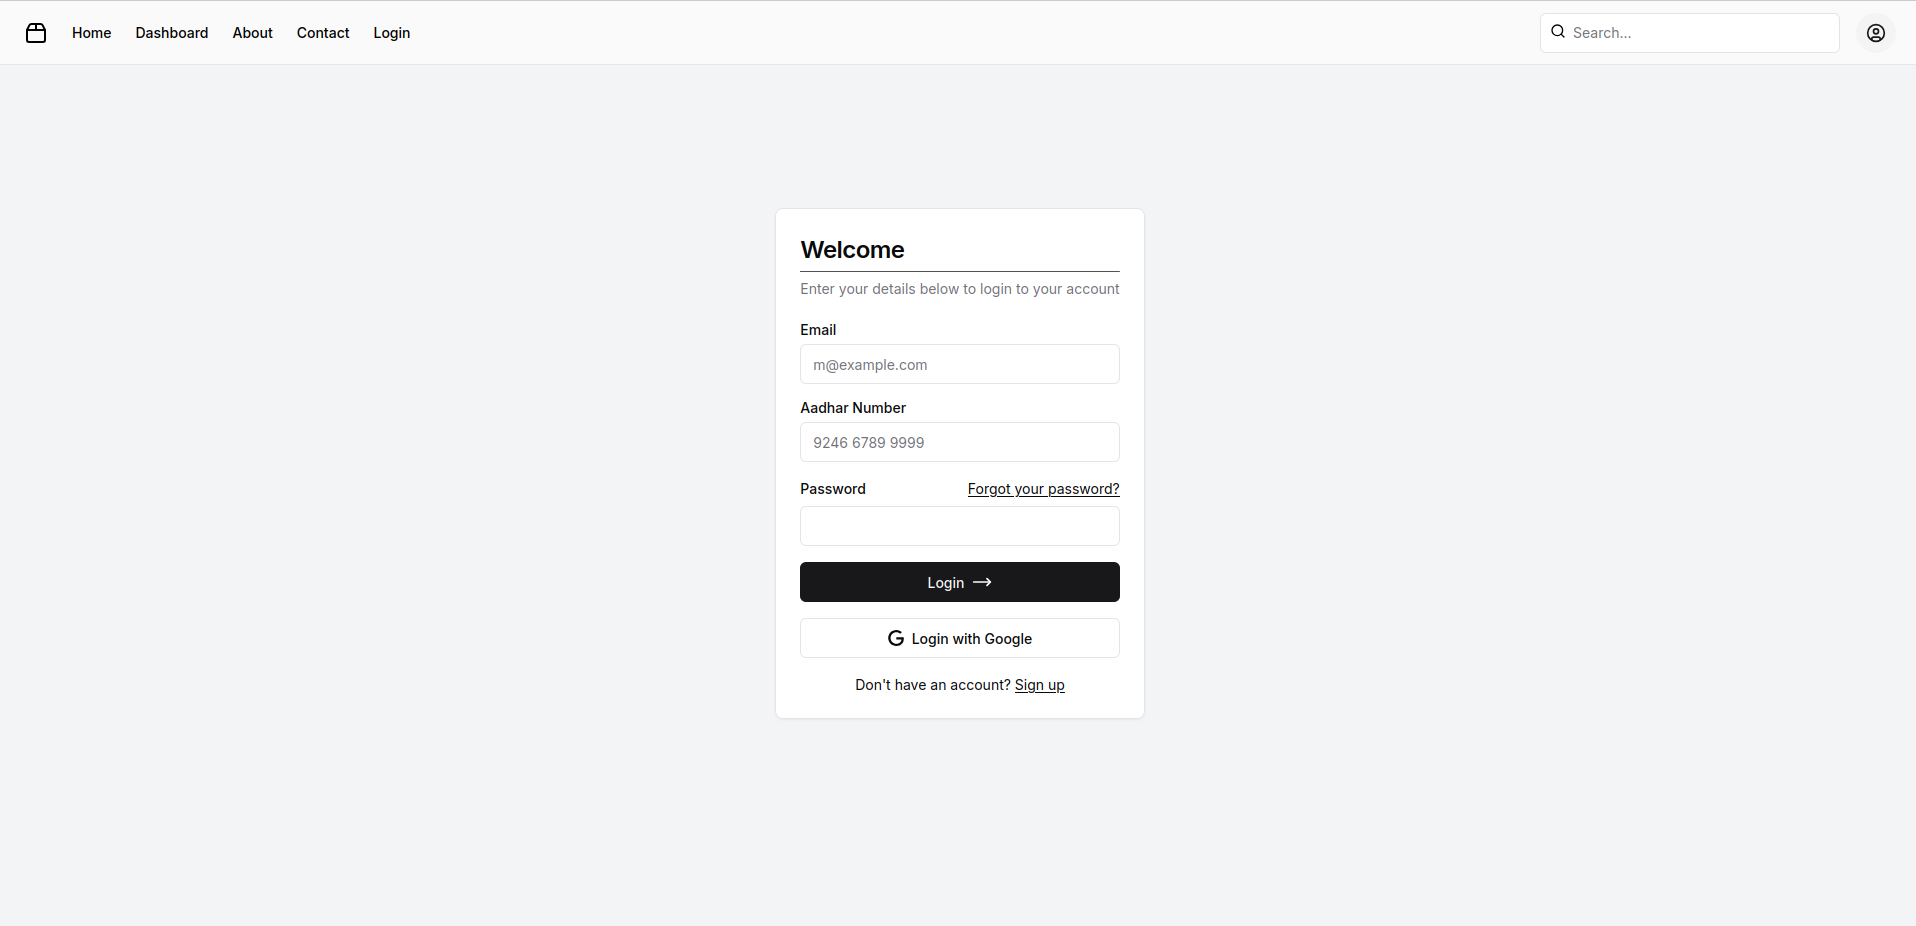 Home Dashboard About Contact Login Search...
Welcome
Enter your details below to login to your account
Email
m@example.com
Aadhar Number
9246 6789 9999
Password Forgot your password?
Login
Login with Google
Don't have an account? Sign up